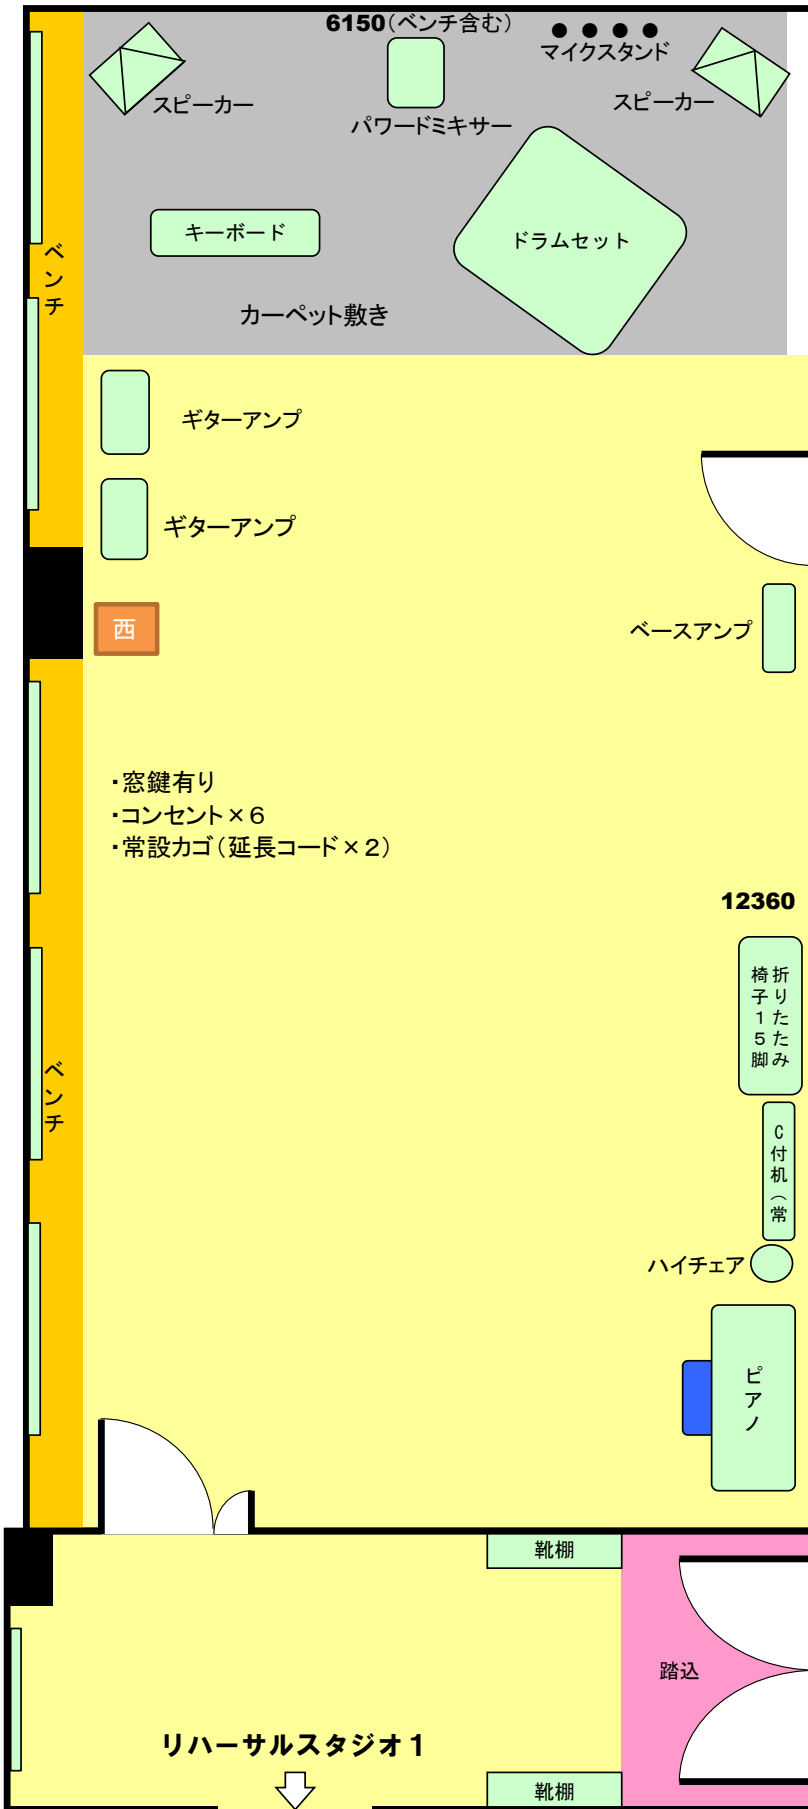 6150（ベンチ含む）
マイクスタンド
スピーカー
スピーカー
パワードミキサー
キーボード
ドラムセット
ベンチ
カーペット敷き
ギターアンプ
ギターアンプ
西
ベースアンプ
・窓鍵有り
・コンセント×６
・常設カゴ（延長コード×２）
12360
折りたたみ
椅子１５脚
ベンチ
C付机（常
ハイチェア
ピアノ
靴棚
踏込
リハーサルスタジオ１
靴棚